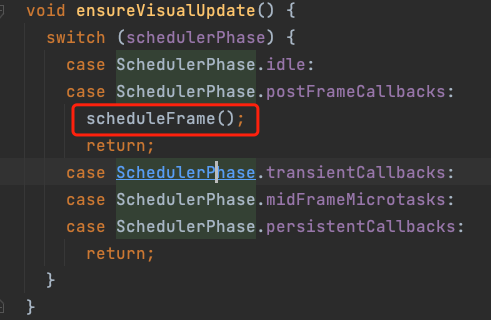 void ensureVisualUpdate() {
switch (schedulerPhase) {
case SchedulerPhase.idle:
case SchedulerPhase.postFrameCallbacks:
scheduleFrame();
return;
case SchedulerPhase.transientCallbacks:
case SchedulerPhase.midFrameMicrotasks:
case SchedulerPhase.persistentCallbacks:
return;
}
}